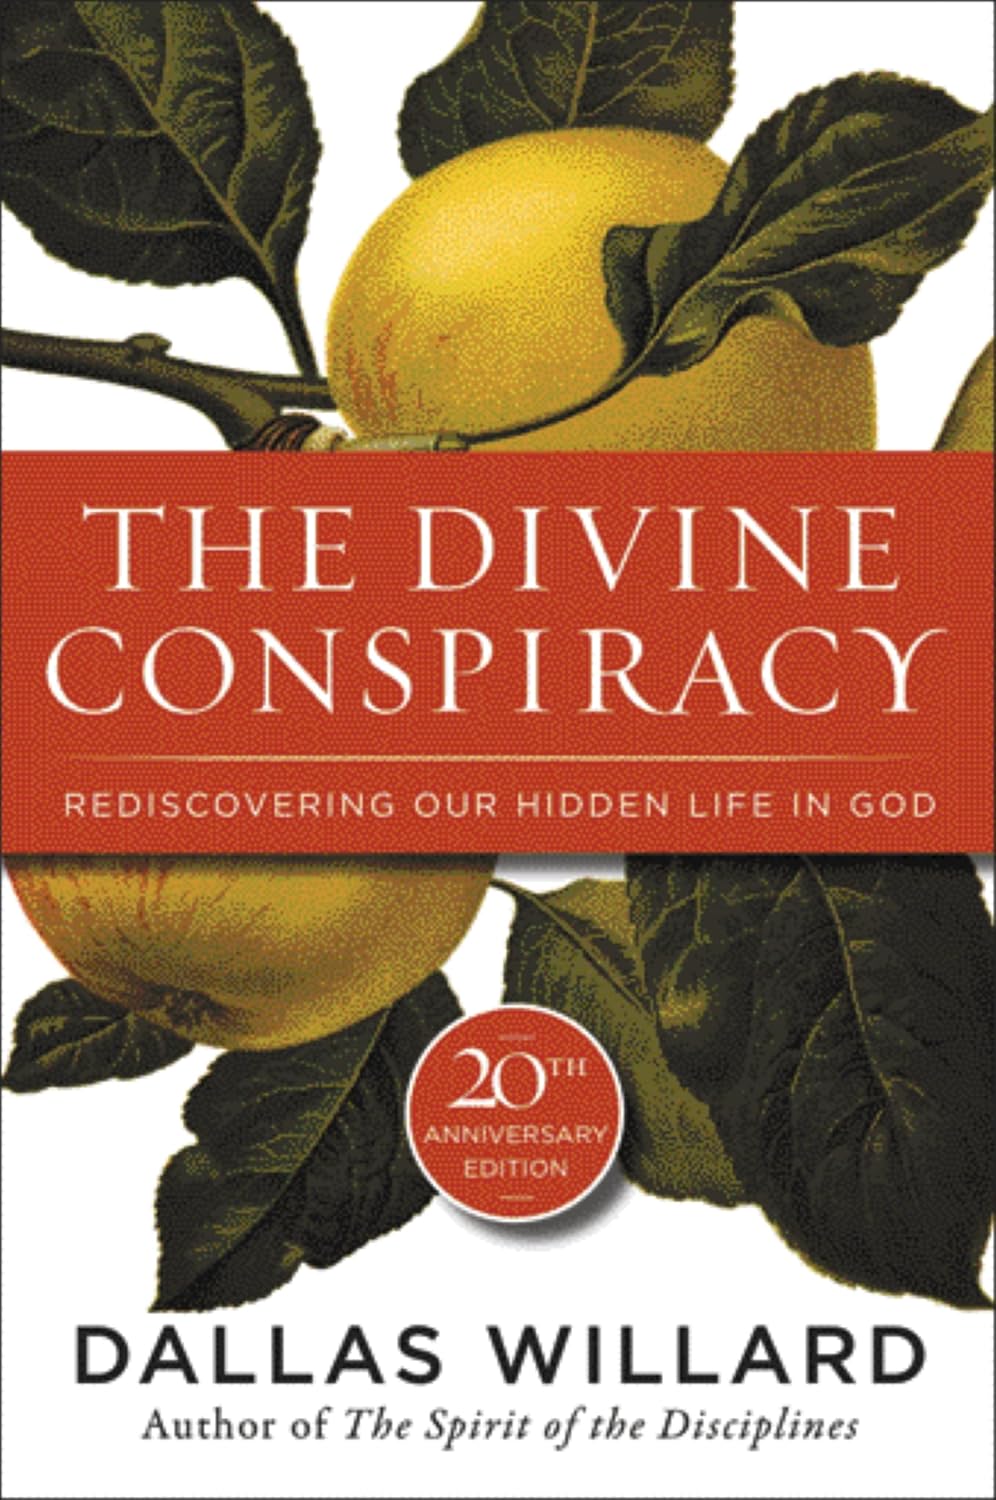 THE DIVINE
CONSPIRACY
REDISCOVERING OUR HIDDEN LIFE IN GOD
20TH
ANNIVERSARY
EDITION
DALLAS WILLARD
Author of The Spirit of the Disciplines